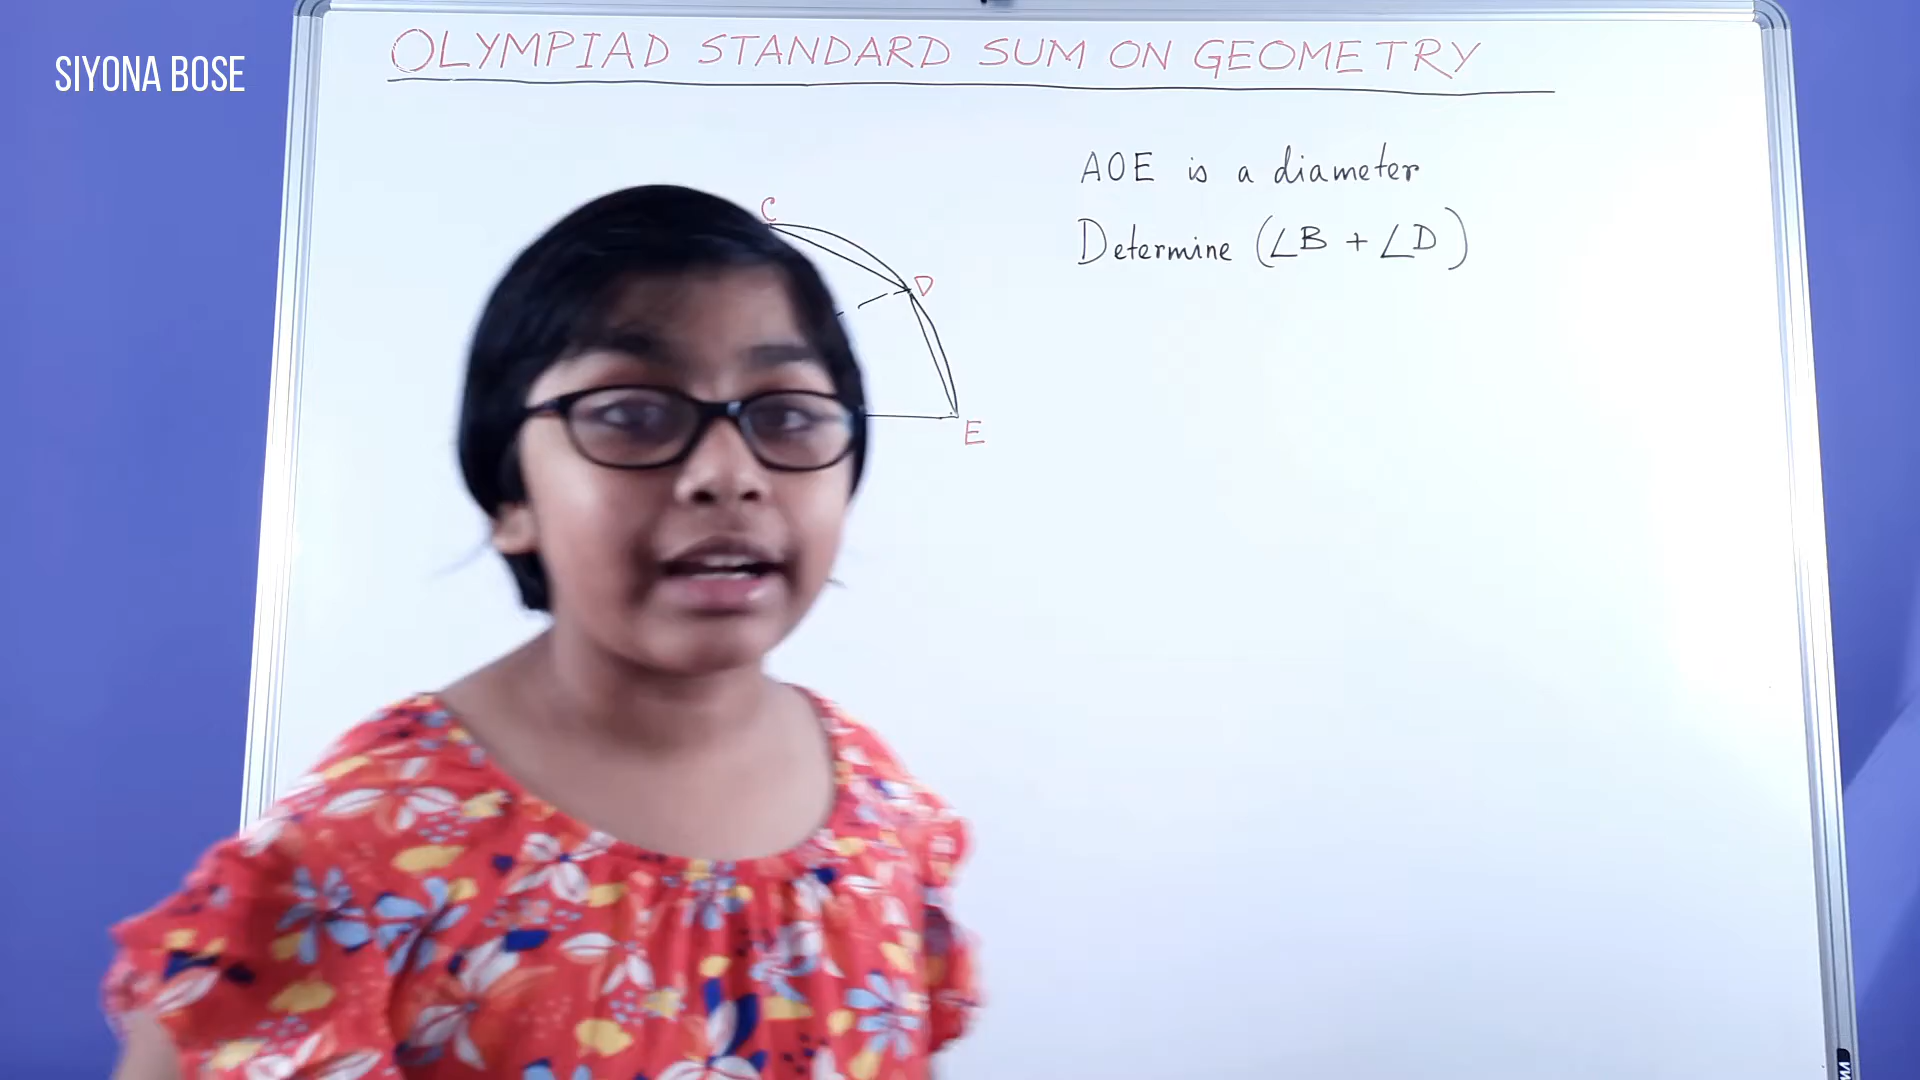 SIYONA BOSE
OLYMPIAD STANDARD SUM ON GEOMETRY
AOE is a diameter
Determine (∠B + ∠D)
C
D
E